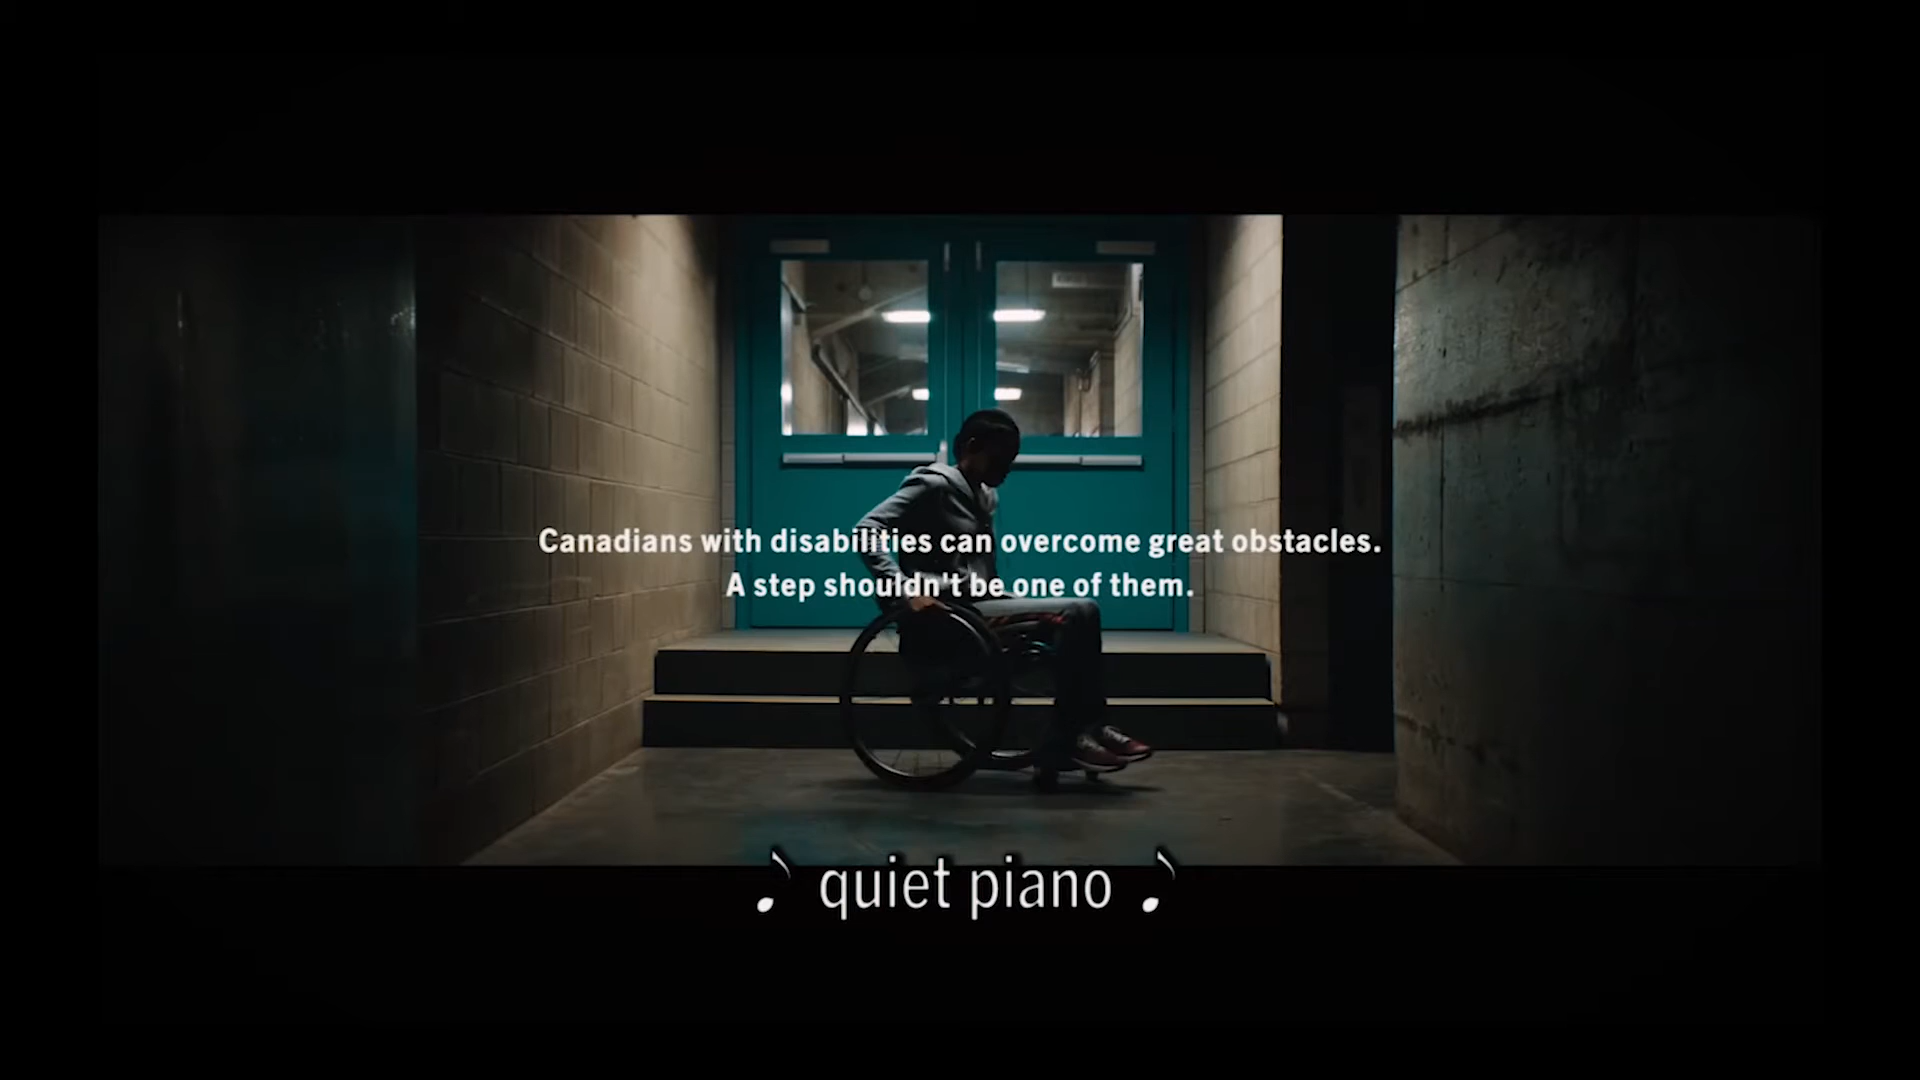 Canadians with disabilities can overcome great obstacles.
A step shouldn't be one of them.
♪ quiet piano ♪